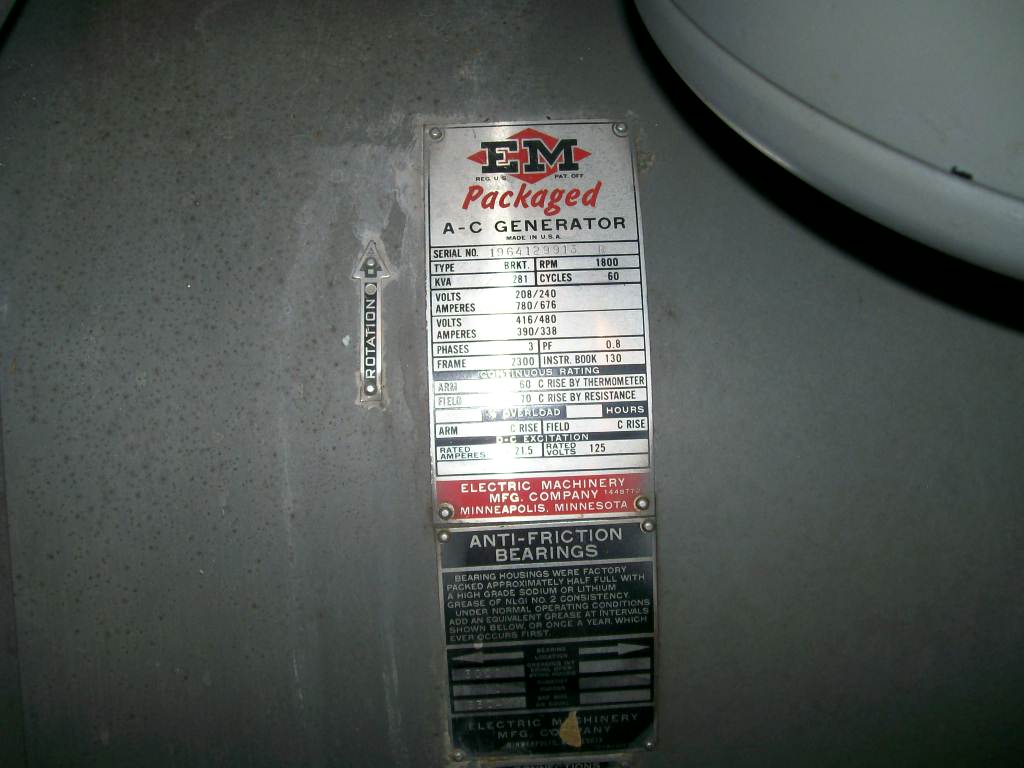 EM
REG. U.S. PAT. OFF
Packaged
A-C GENERATOR
MADE IN U.S.A.
SERIAL NO. 196412991
TYPE BRKT. RPM 1800
KVA 281 CYCLES 60
VOLTS 208/240
AMPERES 780/676
VOLTS 416/480
AMPERES 390/338
PHASES 3 PF 0.8
FRAME 2300 INSTR. BOOK 130
CONTINUOUS RATING
ARM 60 C RISE BY THERMOMETER
FIELD 70 C RISE BY RESISTANCE
% OVERLOAD HOURS
ARM C RISE FIELD C RISE
D-C EXCITATION
RATED AMPERES 21.5 RATED VOLTS 125
ELECTRIC MACHINERY
MFG. COMPANY
MINNEAPOLIS, MINNESOTA
ROTATION
ANTI-FRICTION
BEARINGS
BEARING HOUSINGS WERE FACTORY
PACKED APPROXIMATELY HALF FULL WITH
A HIGH GRADE SODIUM OR LITHIUM
GREASE OF NLGI NO. 2 CONSISTENCY.
UNDER NORMAL OPERATING CONDITIONS
ADD AN EQUIVALENT GREASE AT INTERVALS
SHOWN BELOW, OR ONCE A YEAR, WHICH
EVER OCCURS FIRST.
BEARING
LOCATION
ELECTRIC MACHINERY
MFG. COMPANY
MINNEAPOLIS,